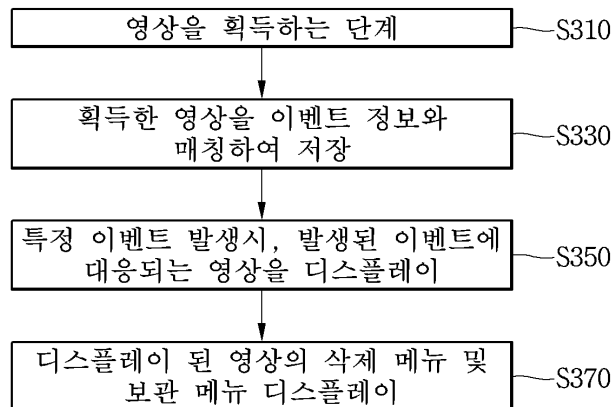 영상을 획득하는 단계
S310
획득한 영상을 이벤트 정보와
매칭하여 저장
S330
특정 이벤트 발생시, 발생된 이벤트에
대응되는 영상을 디스플레이
S350
디스플레이 된 영상의 삭제 메뉴 및
보관 메뉴 디스플레이
S370